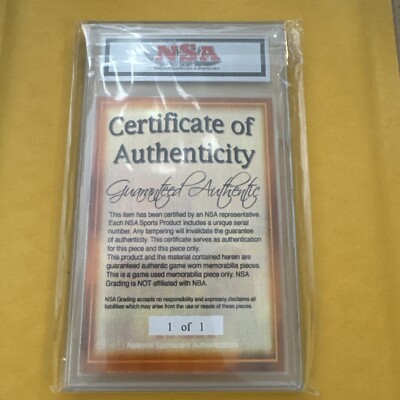 NSA
Certificate of
Authenticity
Guaranteed Authentic
This item has been certified by an NSA representative.
Each NSA Sports Product includes a unique serial
number. Any tampering will invalidate the guarantee
of authenticity. This certificate serves as authentication
for this piece and this piece only.
This product and the material contained herein are
guaranteed authentic game worn memorabilia pieces.
This is a game used memorabilia piece only. NSA
Grading is NOT affiliated with NBA.
NSA Grading accepts no responsibility and expressly disclaims all
liabilities which may arise from the use or resale of these pieces.
1 of 1
National Sportscard Authenticators